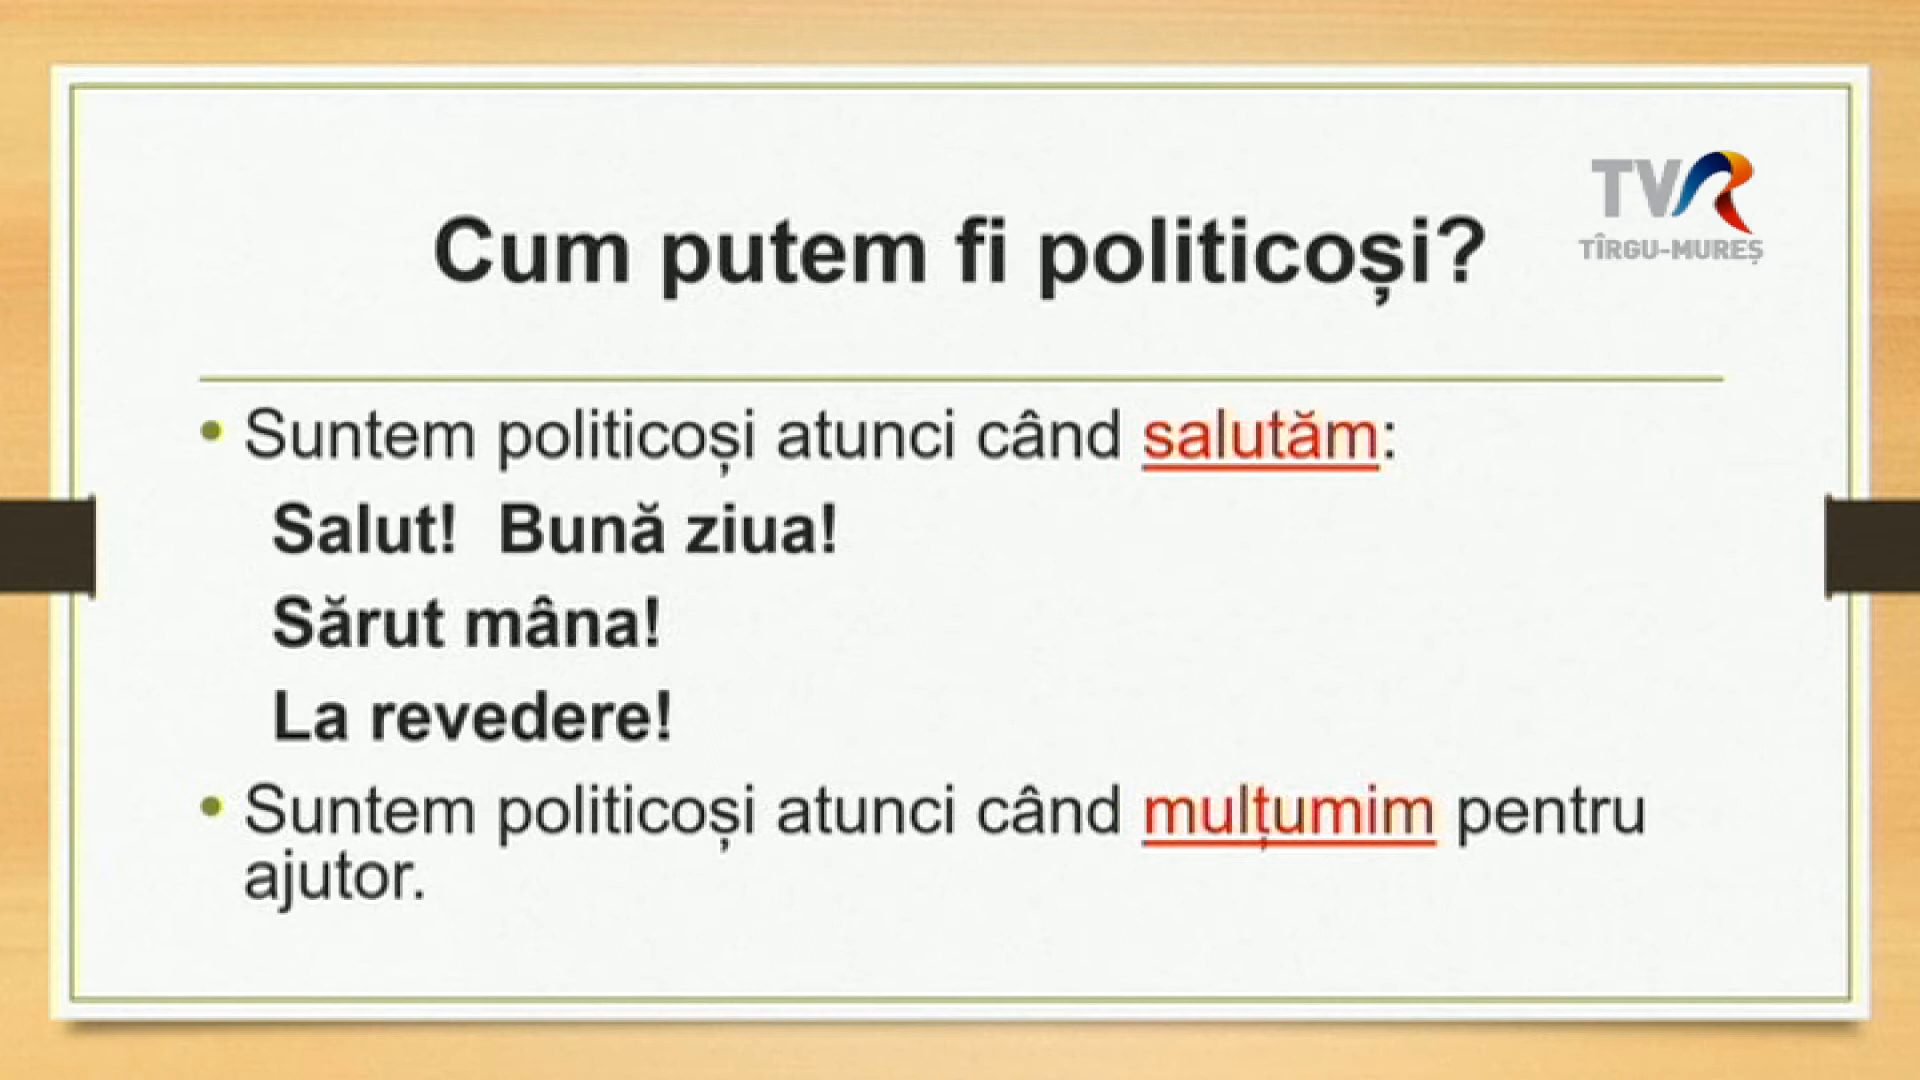 TVR
TÎRGU-MUREȘ
Cum putem fi politicoși?
• Suntem politicoși atunci când salutăm:
Salut!  Bună ziua!
Sărut mâna!
La revedere!
• Suntem politicoși atunci când mulțumim pentru
ajutor.